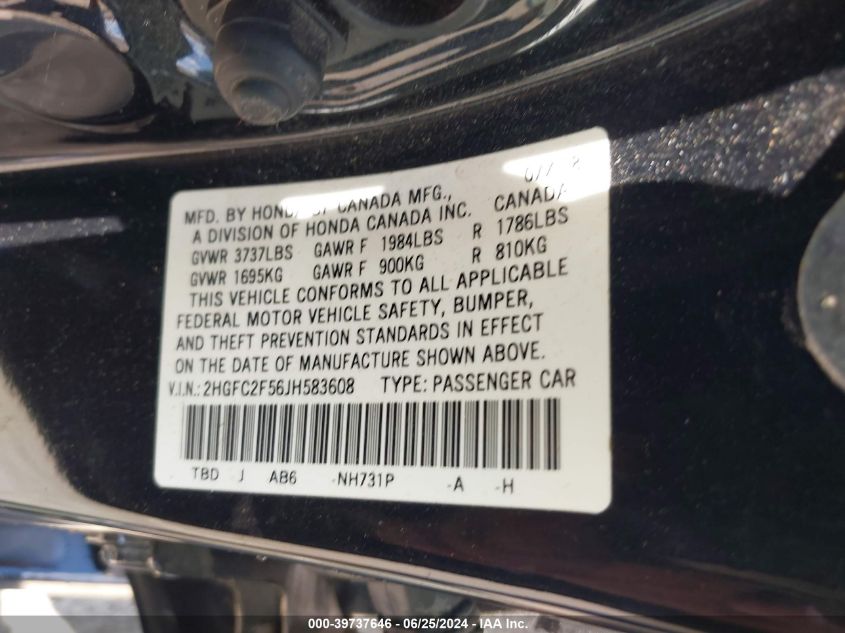 MFD. BY HONDA OF CANADA MFG.,
A DIVISION OF HONDA CANADA INC. CANADA
GVWR 3737LBS GAWR F 1984LBS R 1786LBS
GVWR 1695KG GAWR F 900KG R 810KG
THIS VEHICLE CONFORMS TO ALL APPLICABLE
FEDERAL MOTOR VEHICLE SAFETY, BUMPER,
AND THEFT PREVENTION STANDARDS IN EFFECT
ON THE DATE OF MANUFACTURE SHOWN ABOVE.
V.I.N.: 2HGFC2F56JH583608 TYPE: PASSENGER CAR
TBD J AB6 -NH731P -A -H
000-39737646 / 06/25/2024 - IAA Inc.